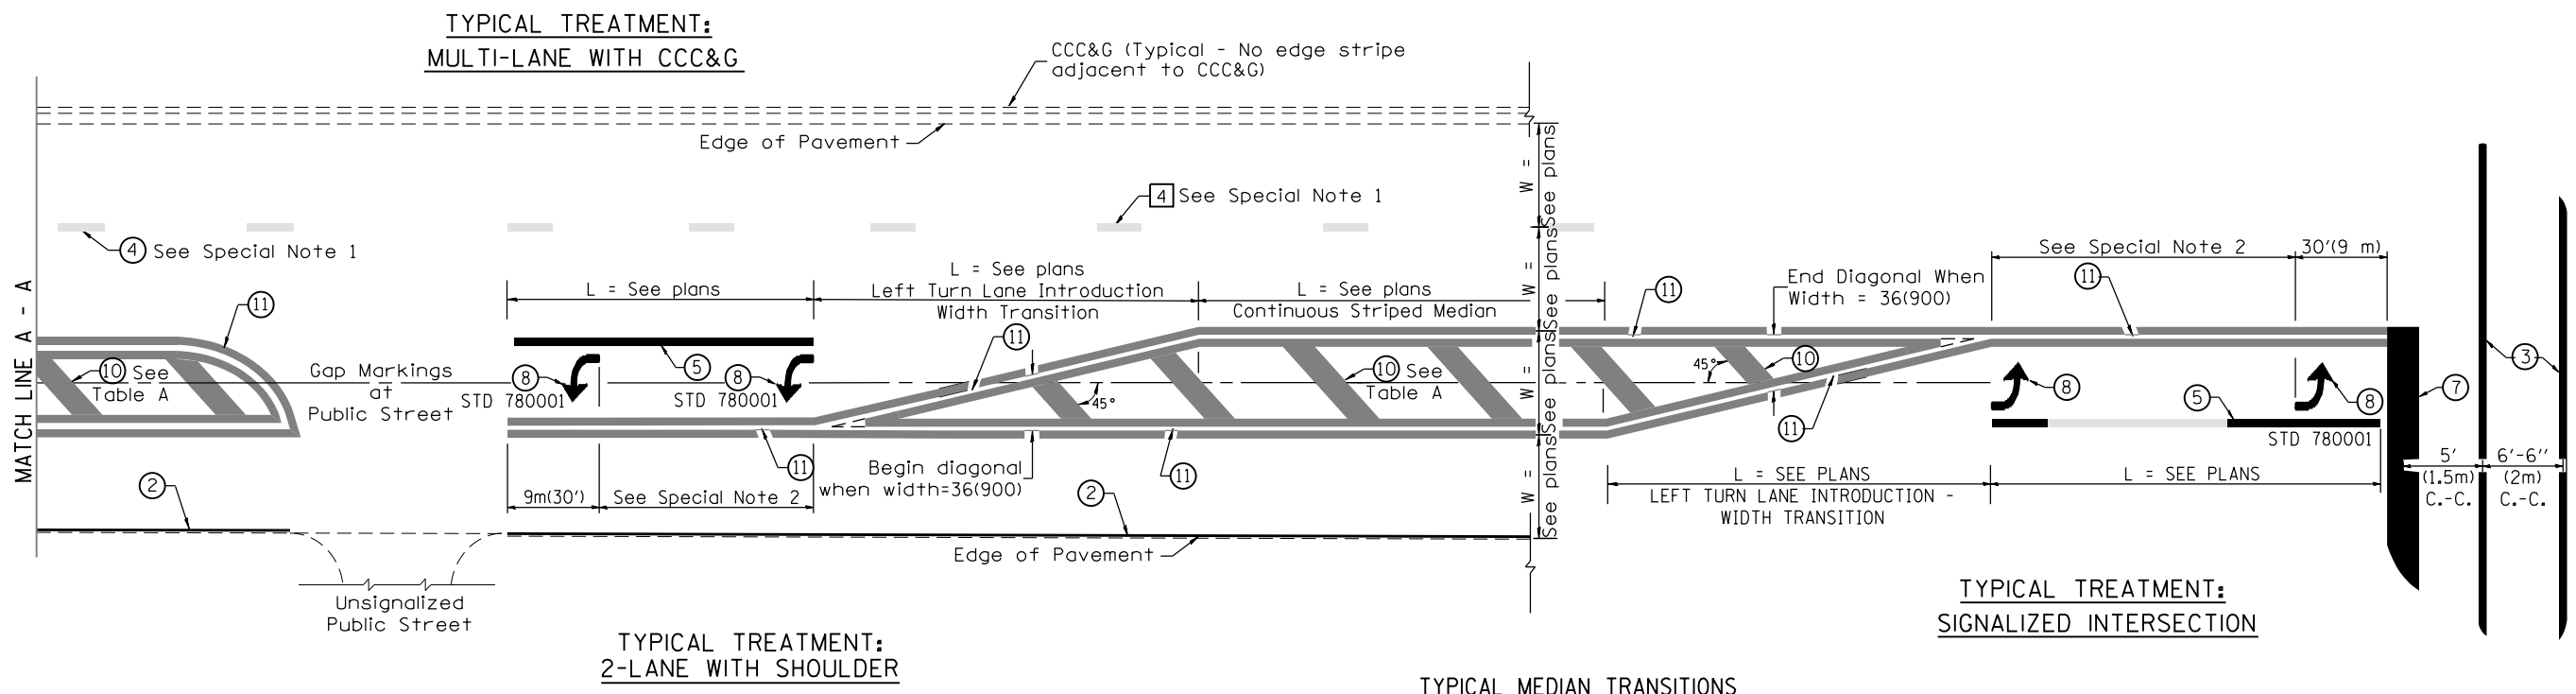 TYPICAL TREATMENT:
MULTI-LANE WITH CCC&G
CCC&G (Typical - No edge stripe
adjacent to CCC&G)
Edge of Pavement
4 See Special Note 1
4 See Special Note 1
W =
See plans
W =
See plans
W =
See plans
W =
See plans
MATCH LINE A - A
11
10 See
Table A
Gap Markings
at
Public Street
L = See plans
5
8
STD 780001
8
STD 780001
L = See plans
Left Turn Lane Introduction
Width Transition
11
L = See plans
Continuous Striped Median
45°
10 See
Table A
11
End Diagonal When
Width = 36(900)
45°
10
11
See Special Note 2
30'(9 m)
11
8
8
5
STD 780001
7
3
5'
(1.5m)
C.-C.
6'-6''
(2m)
C.-C.
2
9m(30')
See Special Note 2
11
Begin diagonal
when width=36(900)
11
2
L = SEE PLANS
LEFT TURN LANE INTRODUCTION -
WIDTH TRANSITION
L = SEE PLANS
Edge of Pavement
Unsignalized
Public Street
TYPICAL TREATMENT:
2-LANE WITH SHOULDER
TYPICAL TREATMENT:
SIGNALIZED INTERSECTION
TYPICAL MEDIAN TRANSITIONS